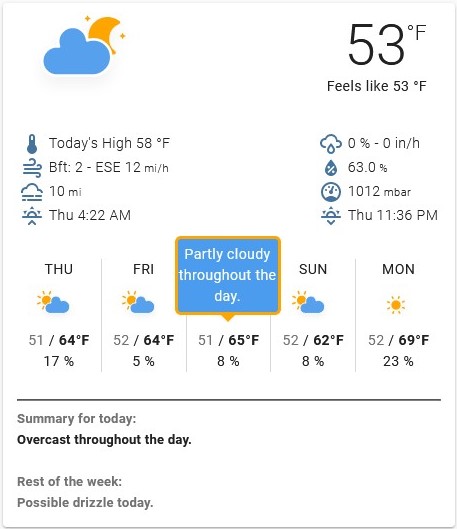 53°F
Feels like 53 °F
Today's High 58 °F
0 % - 0 in/h
Bft: 2 - ESE 12 mi/h
63.0 %
10 mi
1012 mbar
Thu 4:22 AM
Thu 11:36 PM
Partly cloudy
throughout the
day.
THU FRI SUN MON
51 / 64°F 52 / 64°F 51 / 65°F 52 / 62°F 52 / 69°F
17 % 5 % 8 % 8 % 23 %
Summary for today:
Overcast throughout the day.
Rest of the week:
Possible drizzle today.